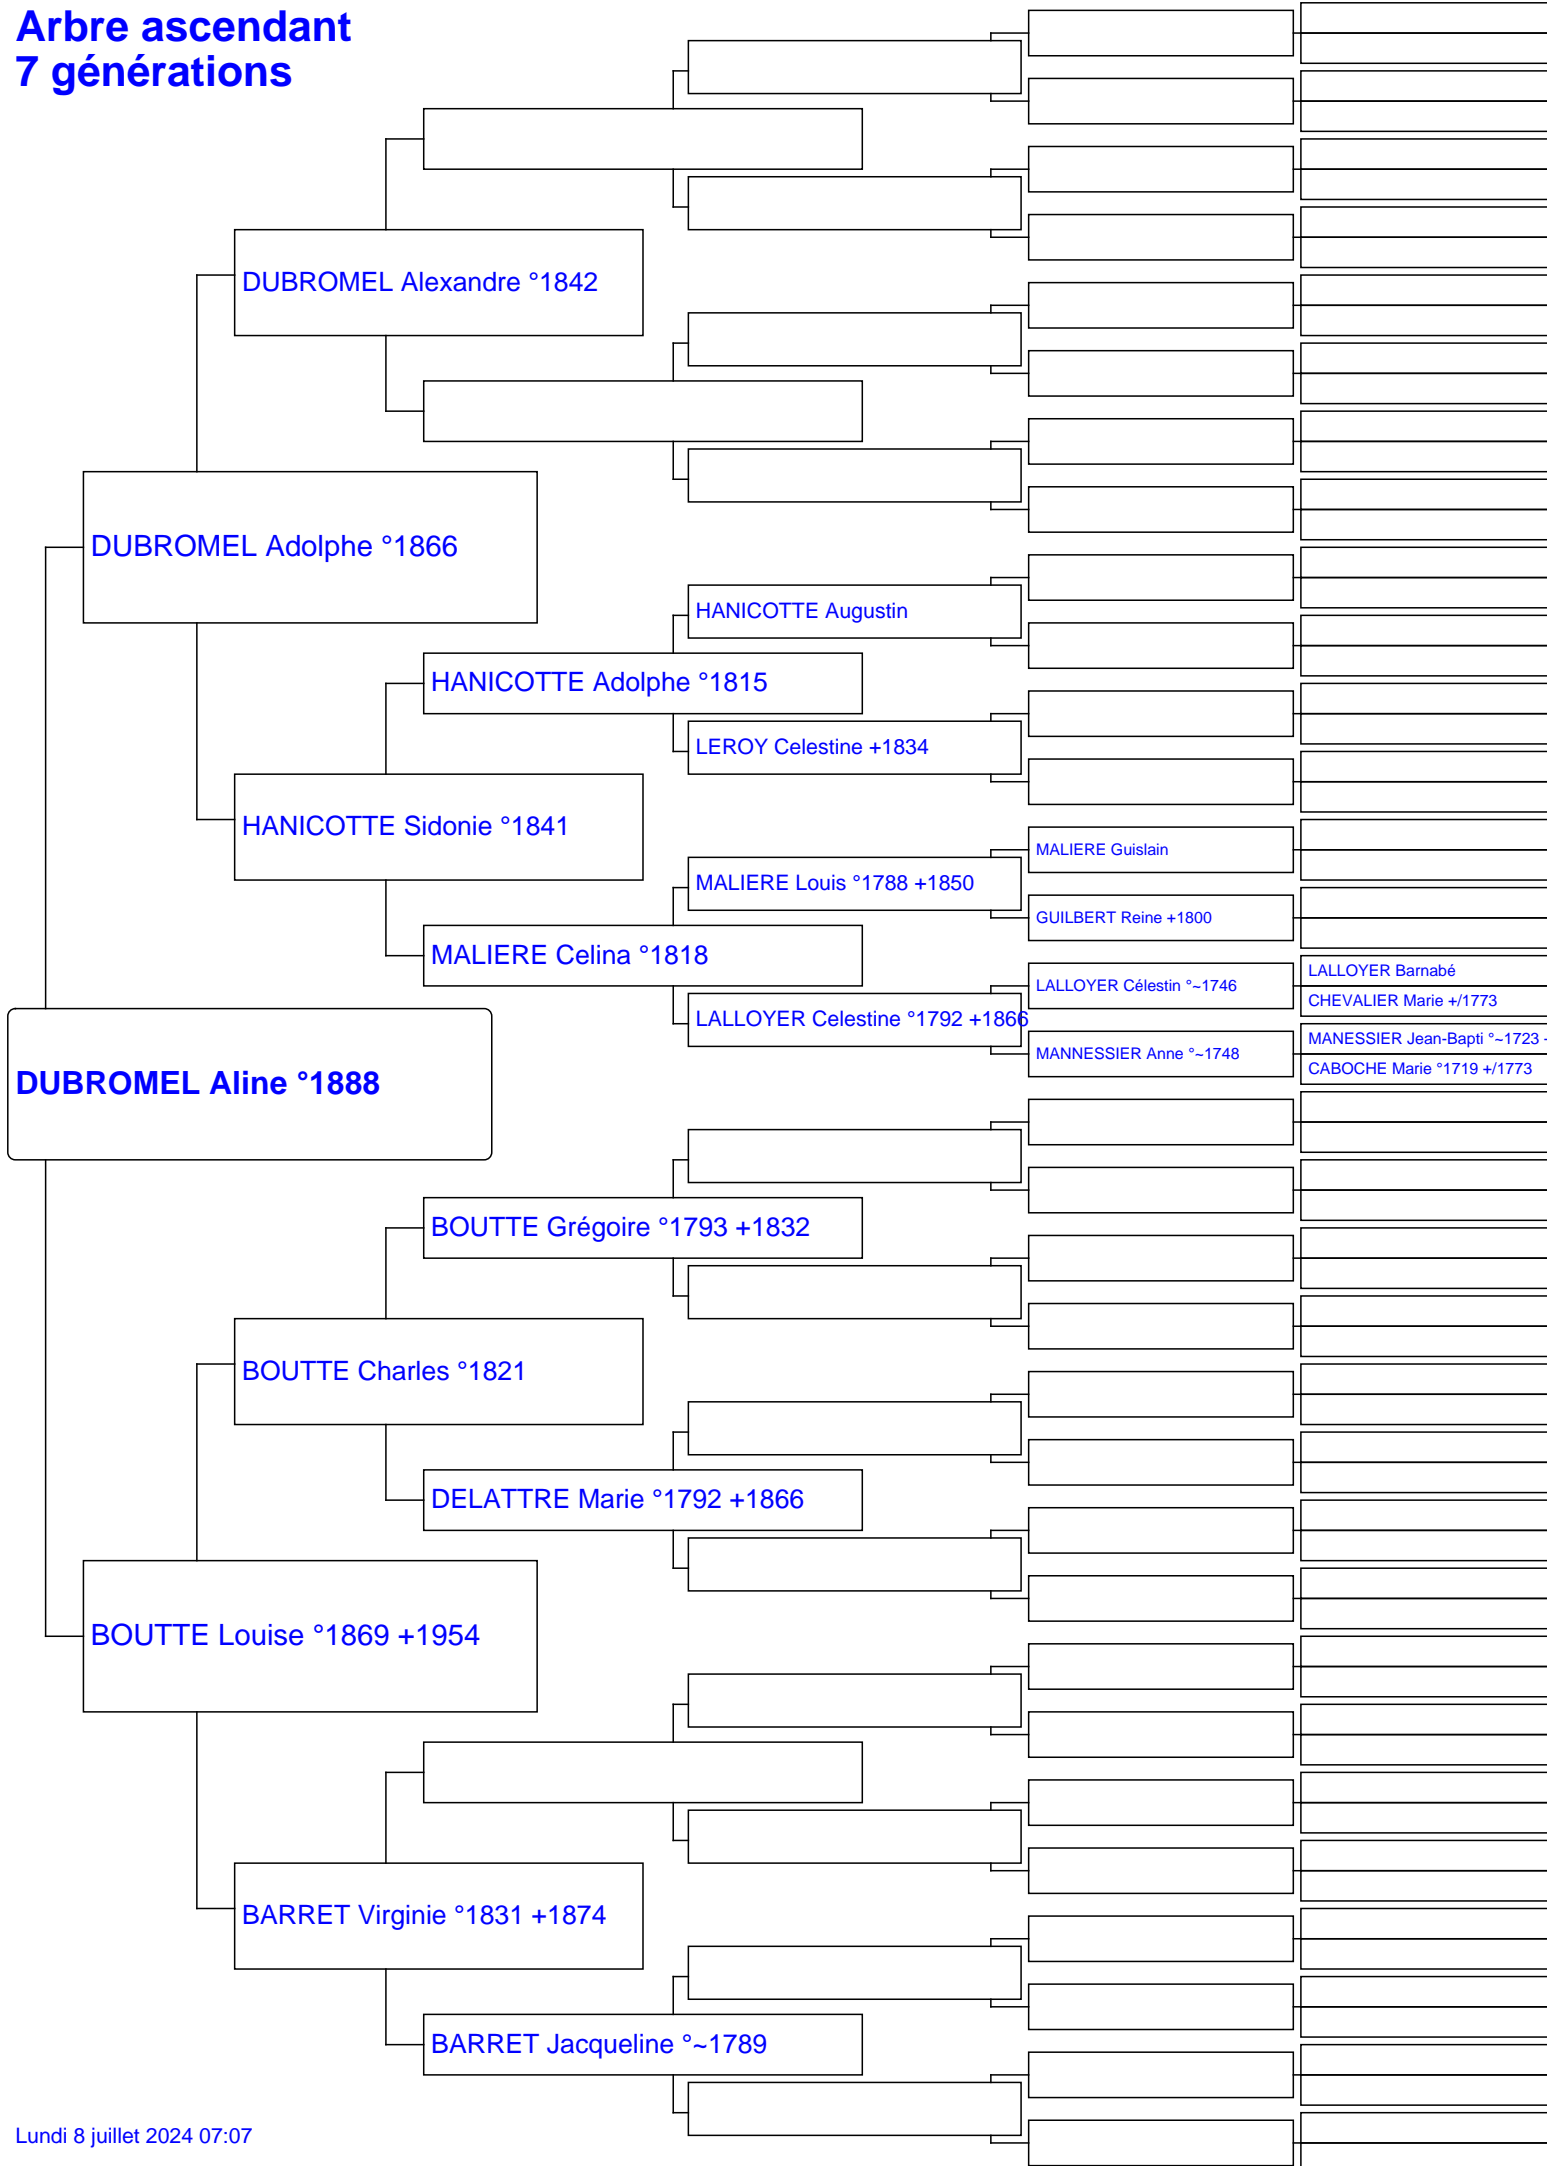 Arbre ascendant
7 générations
DUBROMEL Alexandre °1842
DUBROMEL Adolphe °1866
HANICOTTE Augustin
HANICOTTE Adolphe °1815
LEROY Celestine +1834
HANICOTTE Sidonie °1841
MALIERE Guislain
MALIERE Louis °1788 +1850
GUILBERT Reine +1800
MALIERE Celina °1818
LALLOYER Barnabé
LALLOYER Célestin °~1746
CHEVALIER Marie +/1773
LALLOYER Celestine °1792 +1866
MANESSIER Jean-Bapti °~1723 -
MANNESSIER Anne °~1748
CABOCHE Marie °1719 +/1773
DUBROMEL Aline °1888
BOUTTE Grégoire °1793 +1832
BOUTTE Charles °1821
DELATTRE Marie °1792 +1866
BOUTTE Louise °1869 +1954
BARRET Virginie °1831 +1874
BARRET Jacqueline °~1789
Lundi 8 juillet 2024 07:07